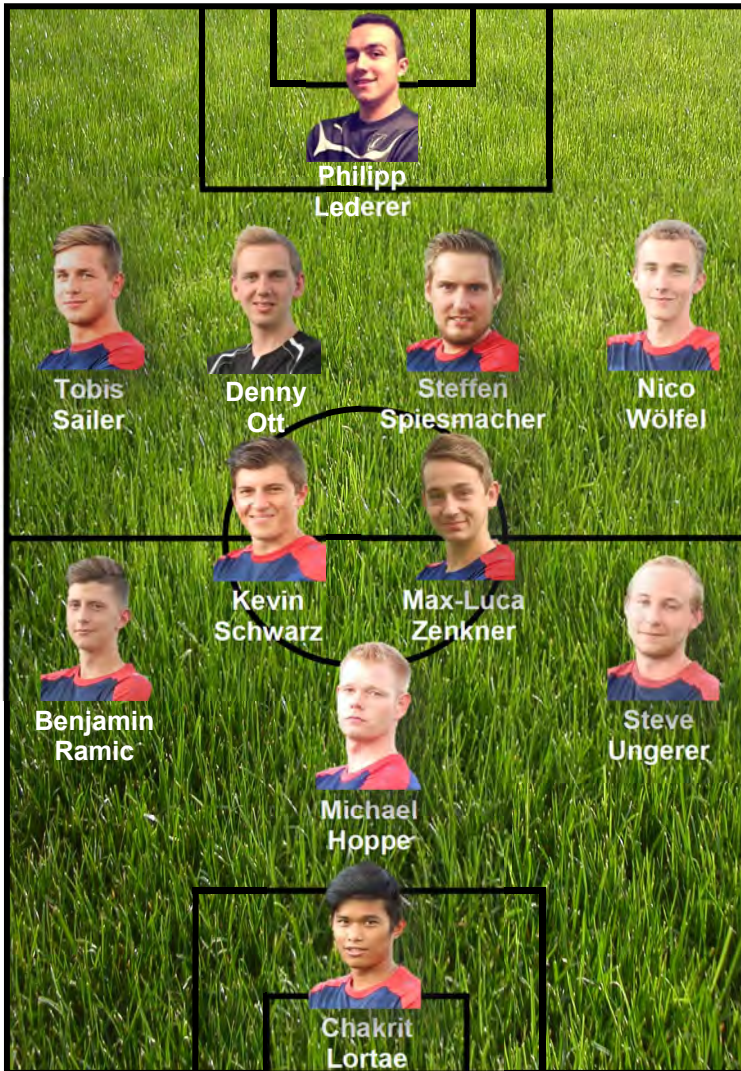 Philipp
Lederer
Tobis
Sailer
Denny
Ott
Steffen
Spiesmacher
Nico
Wölfel
Kevin
Schwarz
Max-Luca
Zenkner
Benjamin
Ramic
Steve
Ungerer
Michael
Hoppe
Chakrit
Lortae